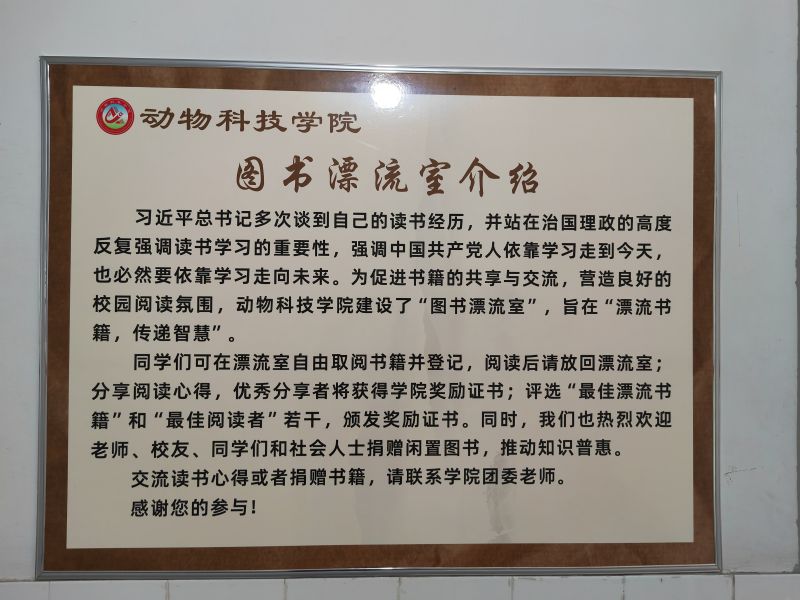 动物科技学院
图书漂流室介绍
习近平总书记多次谈到自己的读书经历，并站在治国理政的高度
反复强调读书学习的重要性，强调中国共产党人依靠学习走到今天，
也必然要依靠学习走向未来。为促进书籍的共享与交流，营造良好的
校园阅读氛围，动物科技学院建设了“图书漂流室”，旨在“漂流书
籍，传递智慧”。
同学们可在漂流室自由取阅书籍并登记，阅读后请放回漂流室；
分享阅读心得，优秀分享者将获得学院奖励证书；评选“最佳漂流书
籍”和“最佳阅读者”若干，颁发奖励证书。同时，我们也热烈欢迎
老师、校友、同学们和社会人士捐赠闲置图书，推动知识普惠。
交流读书心得或者捐赠书籍，请联系学院团委老师。
感谢您的参与！